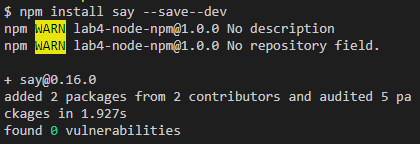 $ npm install say --save--dev
npm WARN lab4-node-npm@1.0.0 No description
npm WARN lab4-node-npm@1.0.0 No repository field.

+ say@0.16.0
added 2 packages from 2 contributors and audited 5 pa
ckages in 1.927s
found 0 vulnerabilities